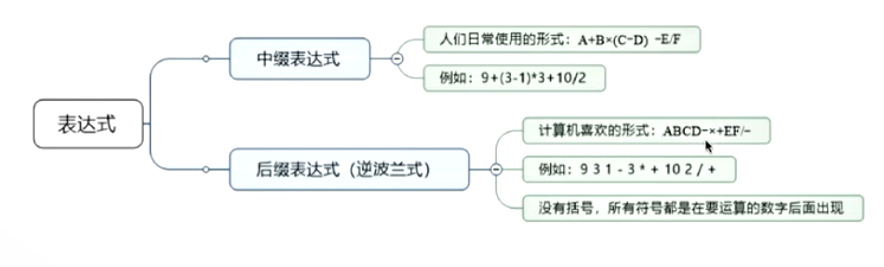 表达式
中缀表达式
人们日常使用的形式：A+B×(C-D) -E/F
例如：9+(3-1)*3+10/2
后缀表达式（逆波兰式）
计算机喜欢的形式：ABCD-×+EF/-
例如：9 3 1 - 3 * + 10 2 / +
没有括号，所有符号都是在要运算的数字后面出现